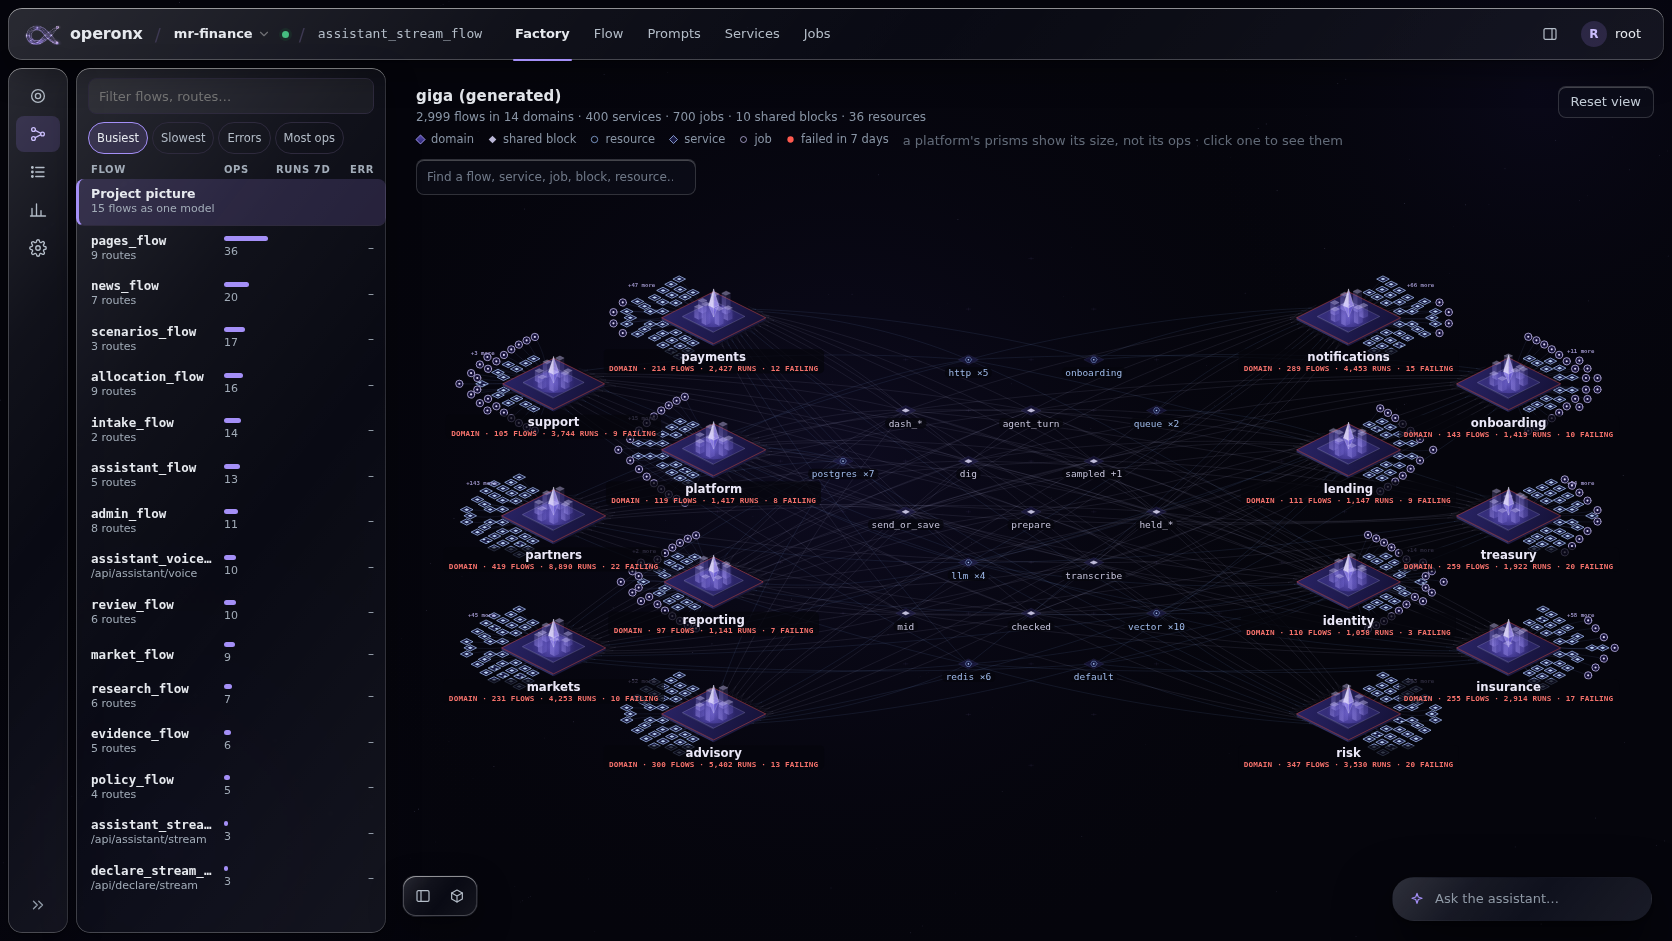 operonx / mr-finance / assistant_stream_flow Factory Flow Prompts Services Jobs R root
Filter flows, routes...
Busiest Slowest Errors Most ops
FLOW OPS RUNS 7D ERR
Project picture
15 flows as one model
pages_flow
9 routes
36 –
news_flow
7 routes
20 –
scenarios_flow
3 routes
17 –
allocation_flow
9 routes
16 –
intake_flow
2 routes
14 –
assistant_flow
5 routes
13 –
admin_flow
8 routes
11 –
assistant_voice...
/api/assistant/voice
10 –
review_flow
6 routes
10 –
market_flow
9 –
research_flow
6 routes
7 –
evidence_flow
5 routes
6 –
policy_flow
4 routes
5 –
assistant_strea...
/api/assistant/stream
3 –
declare_stream_...
/api/declare/stream
3 –
giga (generated)
2,999 flows in 14 domains · 400 services · 700 jobs · 10 shared blocks · 36 resources
domain shared block resource service job failed in 7 days a platform's prisms show its size, not its ops · click one to see them
Find a flow, service, job, block, resource..
Reset view
+47 more
payments
DOMAIN · 214 FLOWS · 2,427 RUNS · 12 FAILING
+66 more
notifications
DOMAIN · 289 FLOWS · 4,453 RUNS · 15 FAILING
support
DOMAIN · 105 FLOWS · 3,744 RUNS · 9 FAILING
+11 more
onboarding
DOMAIN · 143 FLOWS · 1,419 RUNS · 10 FAILING
http ×5
onboarding
dash_*
agent_turn
queue ×2
postgres ×7
dig
sampled +1
send_or_save
prepare
held_*
llm ×4
transcribe
mid
checked
vector ×10
redis ×6
default
platform
DOMAIN · 119 FLOWS · 1,417 RUNS · 8 FAILING
lending
DOMAIN · 111 FLOWS · 1,147 RUNS · 9 FAILING
partners
DOMAIN · 419 FLOWS · 8,890 RUNS · 22 FAILING
treasury
DOMAIN · 259 FLOWS · 1,922 RUNS · 20 FAILING
reporting
DOMAIN · 97 FLOWS · 1,141 RUNS · 7 FAILING
identity
DOMAIN · 110 FLOWS · 1,058 RUNS · 3 FAILING
markets
DOMAIN · 231 FLOWS · 4,253 RUNS · 10 FAILING
insurance
DOMAIN · 255 FLOWS · 2,914 RUNS · 17 FAILING
advisory
DOMAIN · 300 FLOWS · 5,402 RUNS · 13 FAILING
risk
DOMAIN · 347 FLOWS · 3,530 RUNS · 20 FAILING
Ask the assistant...